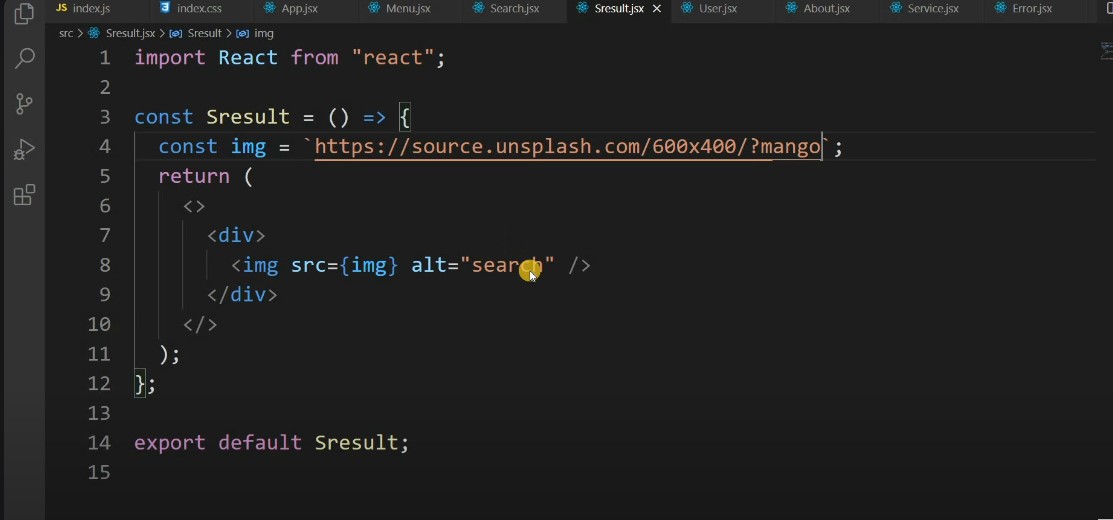 index.js index.css App.jsx Menu.jsx Search.jsx Sresult.jsx User.jsx About.jsx Service.jsx Error.jsx
src > Sresult.jsx > Sresult > img
1 import React from "react";
2
3 const Sresult = () => {
4 const img = `https://source.unsplash.com/600x400/?mango`;
5 return (
6 <>
7 <div>
8 <img src={img} alt="search" />
9 </div>
10 </>
11 );
12 };
13
14 export default Sresult;
15